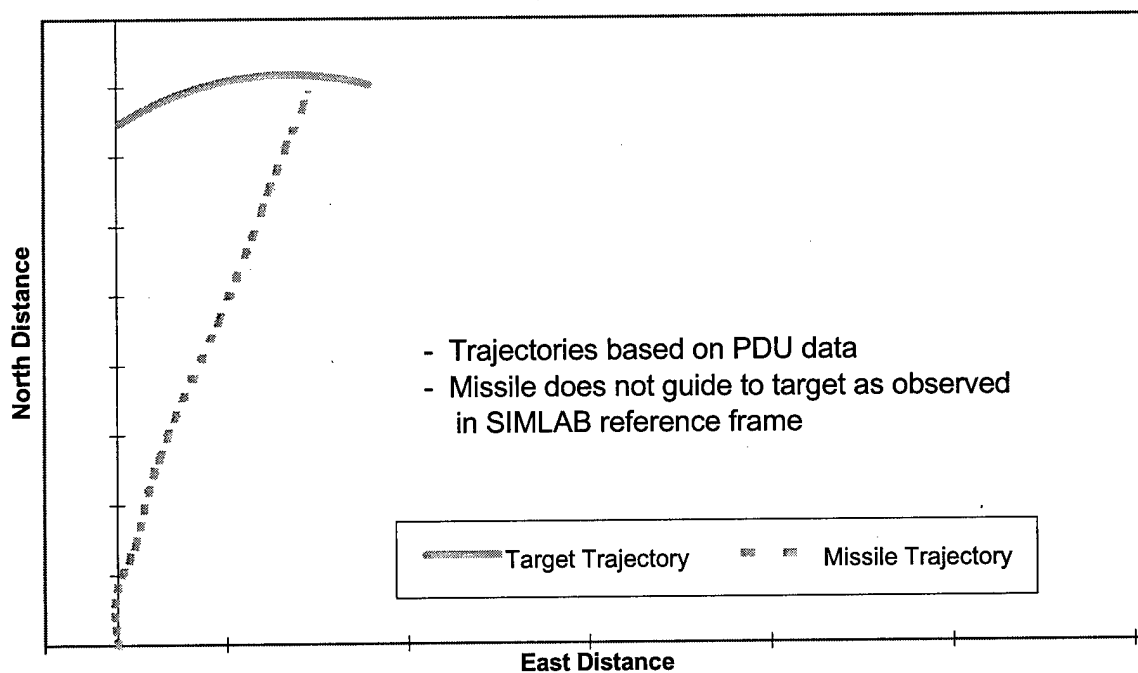 North Distance
- Trajectories based on PDU data
- Missile does not guide to target as observed
in SIMLAB reference frame
Target Trajectory Missile Trajectory
East Distance